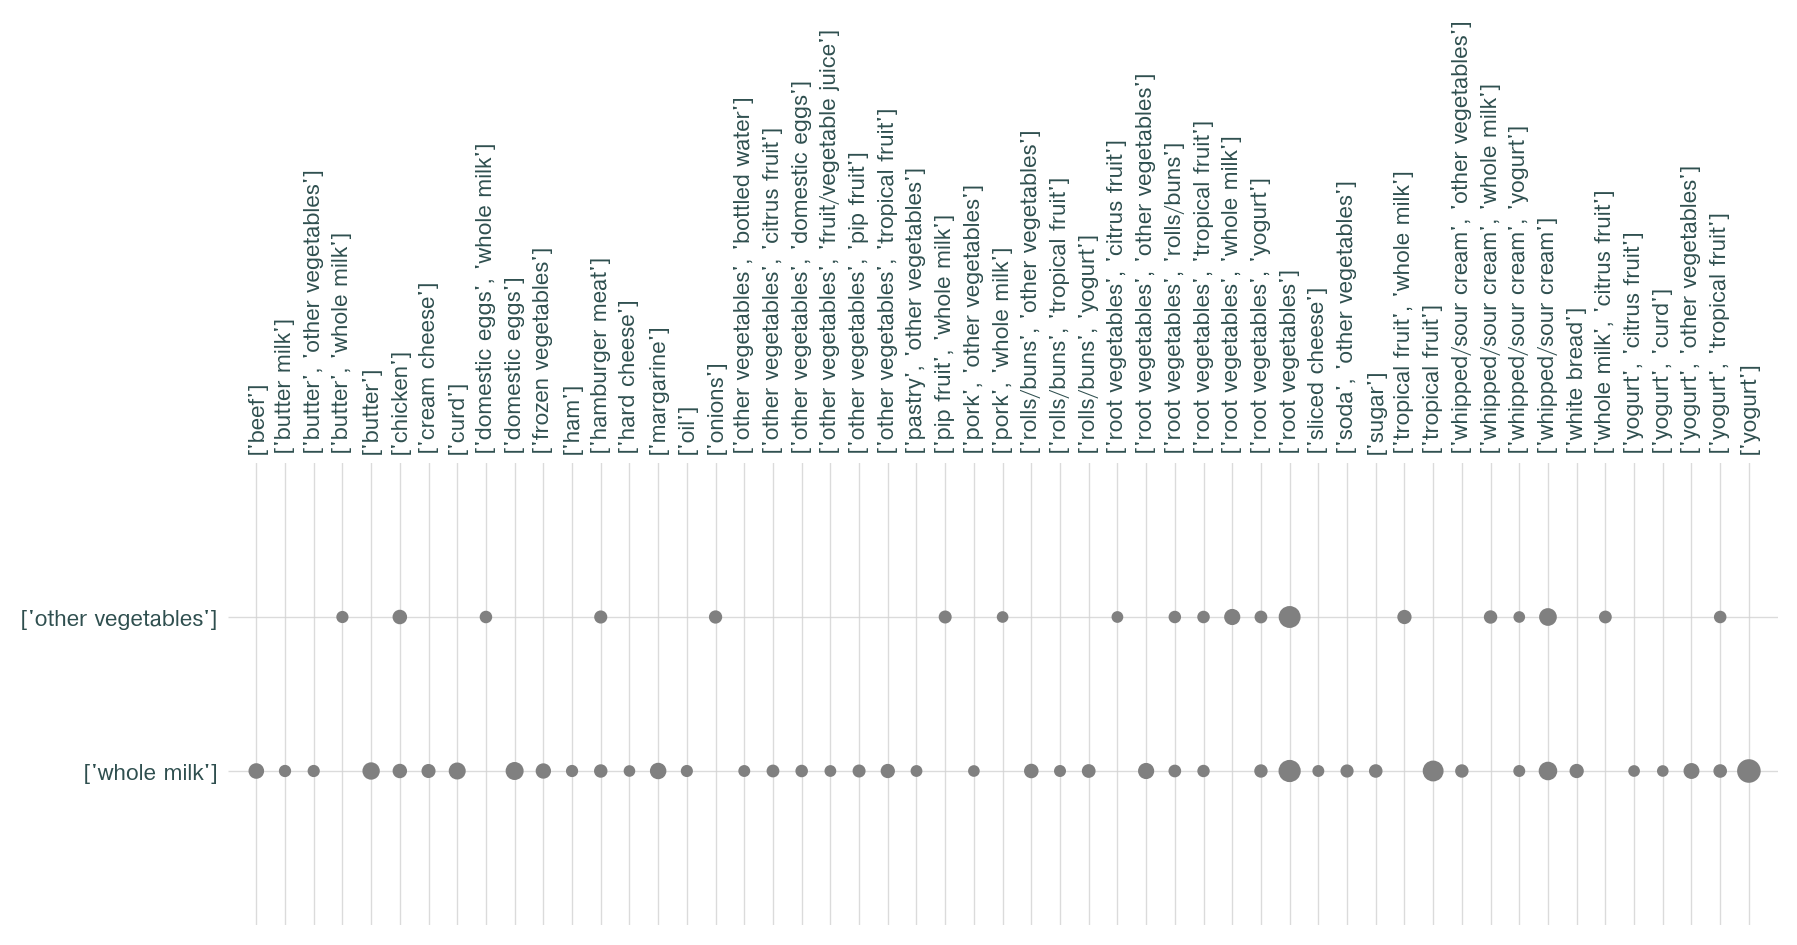 ['beef']
['butter milk']
['butter', 'other vegetables']
['butter', 'whole milk']
['butter']
['chicken']
['cream cheese']
['curd']
['domestic eggs', 'whole milk']
['domestic eggs']
['frozen vegetables']
['ham']
['hamburger meat']
['hard cheese']
['margarine']
['oil']
['onions']
['other vegetables', 'bottled water']
['other vegetables', 'citrus fruit']
['other vegetables', 'domestic eggs']
['other vegetables', 'fruit/vegetable juice']
['other vegetables', 'pip fruit']
['other vegetables', 'tropical fruit']
['pastry', 'other vegetables']
['pip fruit', 'whole milk']
['pork', 'other vegetables']
['pork', 'whole milk']
['rolls/buns', 'other vegetables']
['rolls/buns', 'tropical fruit']
['rolls/buns', 'yogurt']
['root vegetables', 'citrus fruit']
['root vegetables', 'other vegetables']
['root vegetables', 'rolls/buns']
['root vegetables', 'tropical fruit']
['root vegetables', 'whole milk']
['root vegetables', 'yogurt']
['root vegetables']
['sliced cheese']
['soda', 'other vegetables']
['sugar']
['tropical fruit', 'whole milk']
['tropical fruit']
['whipped/sour cream', 'other vegetables']
['whipped/sour cream', 'whole milk']
['whipped/sour cream', 'yogurt']
['whipped/sour cream']
['white bread']
['whole milk', 'citrus fruit']
['yogurt', 'citrus fruit']
['yogurt', 'curd']
['yogurt', 'other vegetables']
['yogurt', 'tropical fruit']
['yogurt']
['other vegetables']
['whole milk']